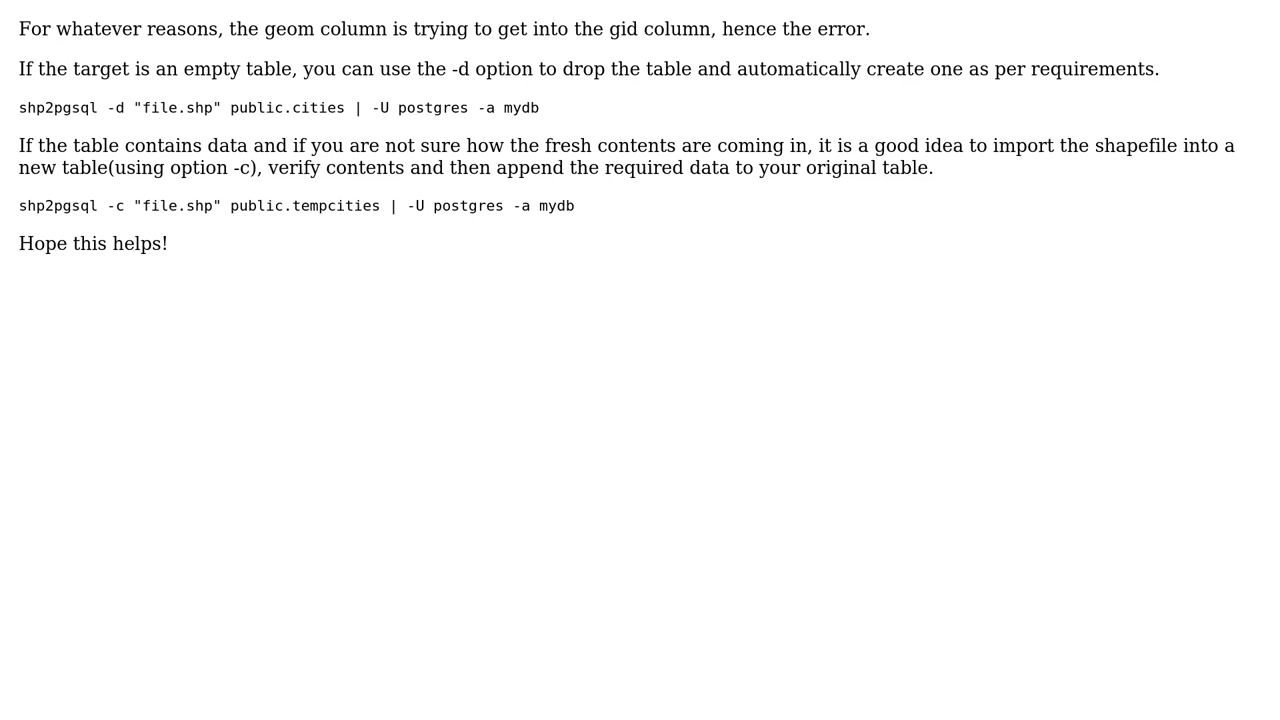 For whatever reasons, the geom column is trying to get into the gid column, hence the error.
If the target is an empty table, you can use the -d option to drop the table and automatically create one as per requirements.
shp2pgsql -d "file.shp" public.cities | -U postgres -a mydb
If the table contains data and if you are not sure how the fresh contents are coming in, it is a good idea to import the shapefile into a
new table(using option -c), verify contents and then append the required data to your original table.
shp2pgsql -c "file.shp" public.tempcities | -U postgres -a mydb
Hope this helps!